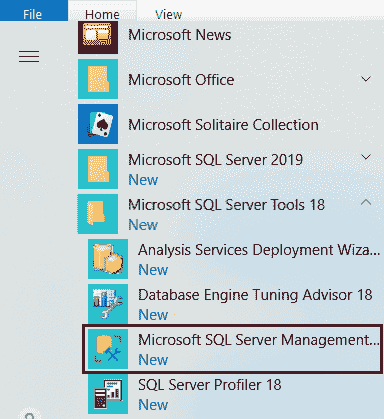 File Home View
Microsoft News
Microsoft Office
Microsoft Solitaire Collection
Microsoft SQL Server 2019
New
Microsoft SQL Server Tools 18
New
Analysis Services Deployment Wiza...
New
Database Engine Tuning Advisor 18
New
Microsoft SQL Server Management...
New
SQL Server Profiler 18
New